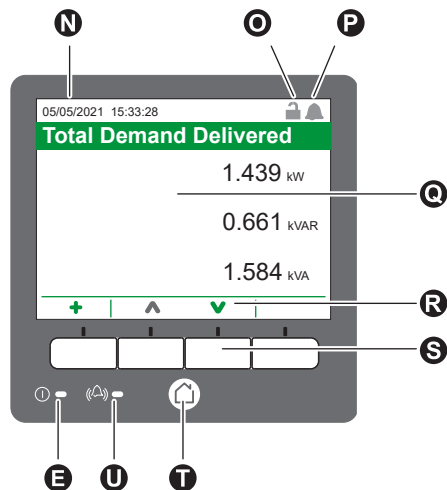 N O P
05/05/2021 15:33:28
Total Demand Delivered
1.439 kW
Q
0.661 kVAR
1.584 kVA
R
S
E U T